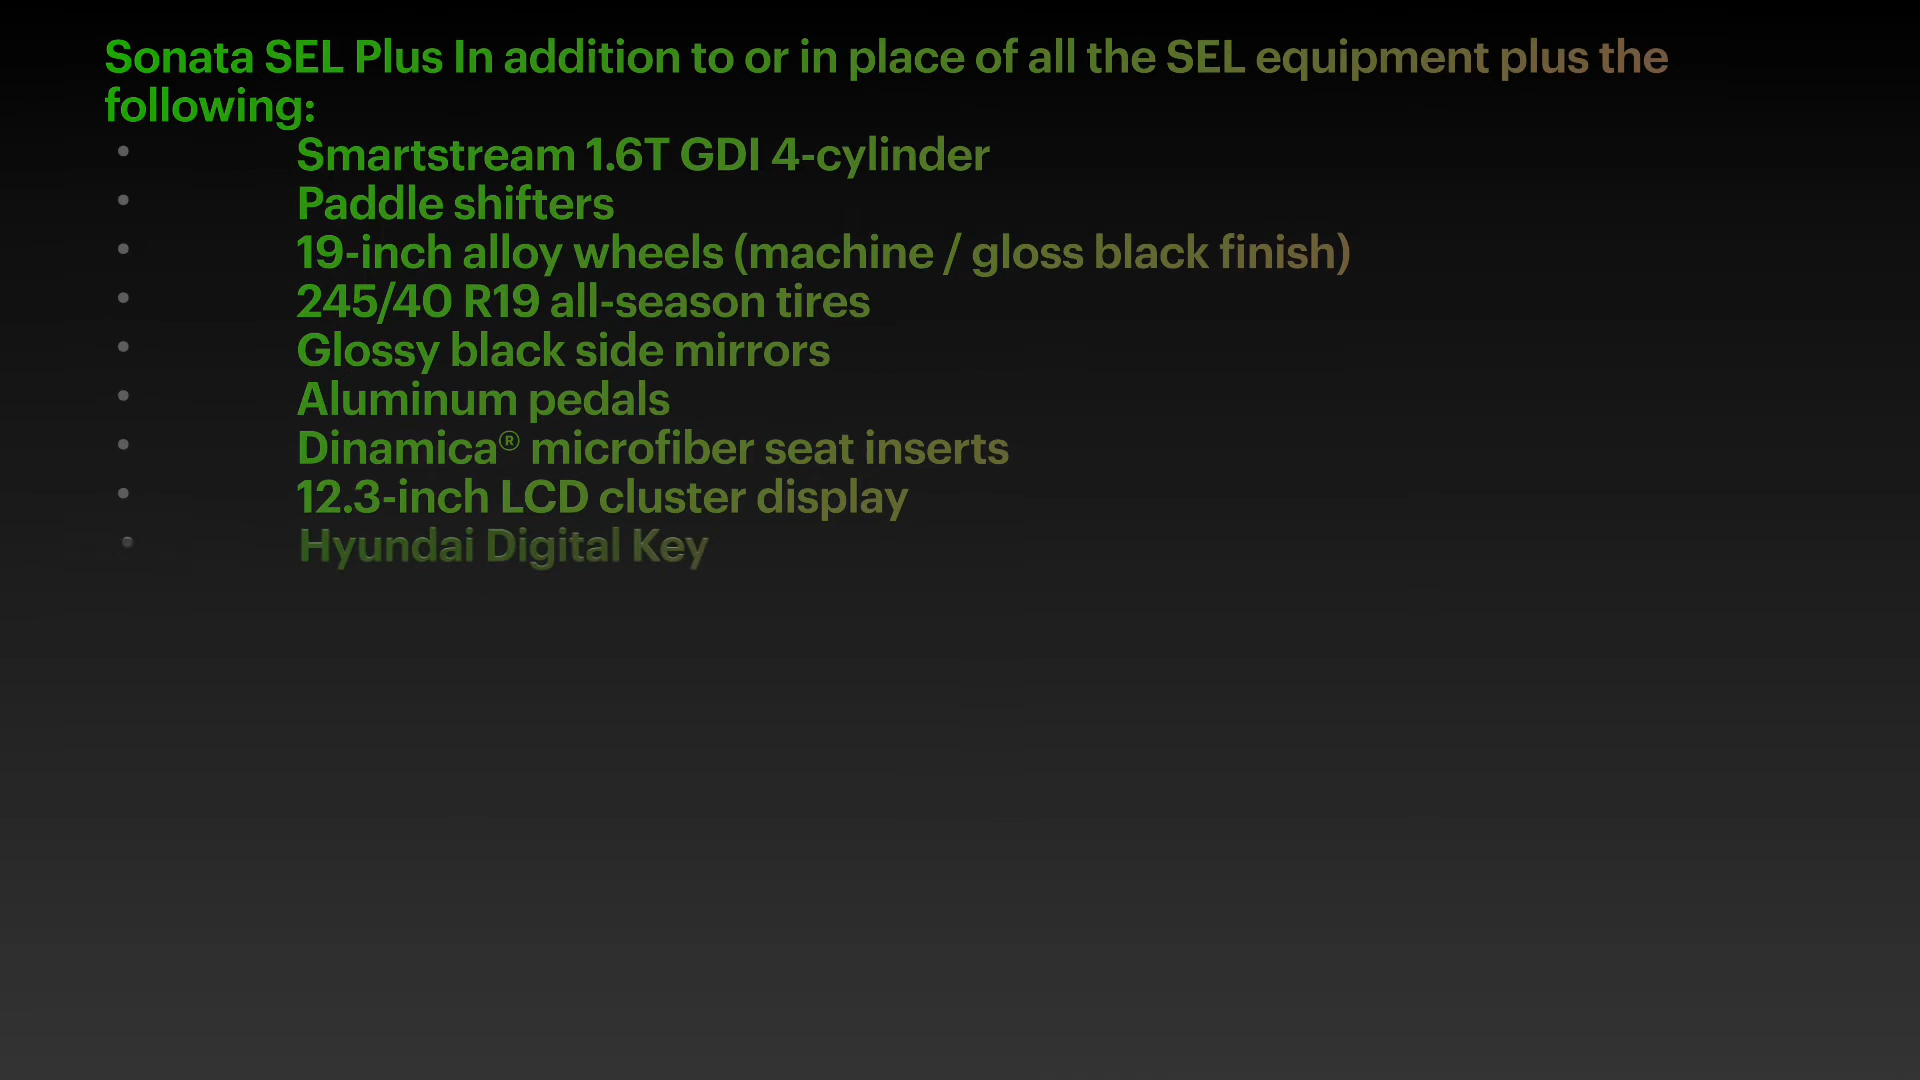 Sonata SEL Plus In addition to or in place of all the SEL equipment plus the
following:
• Smartstream 1.6T GDI 4-cylinder
• Paddle shifters
• 19-inch alloy wheels (machine / gloss black finish)
• 245/40 R19 all-season tires
• Glossy black side mirrors
• Aluminum pedals
• Dinamica® microfiber seat inserts
• 12.3-inch LCD cluster display
• Hyundai Digital Key